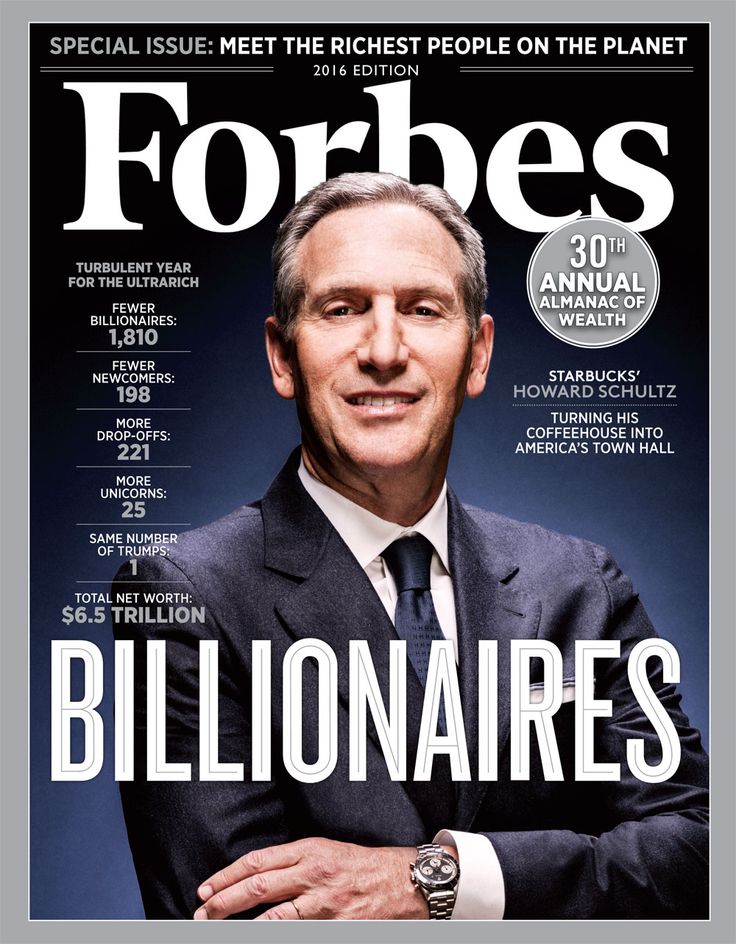 SPECIAL ISSUE: MEET THE RICHEST PEOPLE ON THE PLANET
2016 EDITION
Forbes
30TH
ANNUAL
ALMANAC OF
WEALTH
TURBULENT YEAR
FOR THE ULTRARICH
FEWER
BILLIONAIRES:
1,810
FEWER
NEWCOMERS:
198
MORE
DROP-OFFS:
221
MORE
UNICORNS:
25
SAME NUMBER
OF TRUMPS:
1
TOTAL NET WORTH:
$6.5 TRILLION
STARBUCKS'
HOWARD SCHULTZ
TURNING HIS
COFFEEHOUSE INTO
AMERICA'S TOWN HALL
BILLIONAIRES